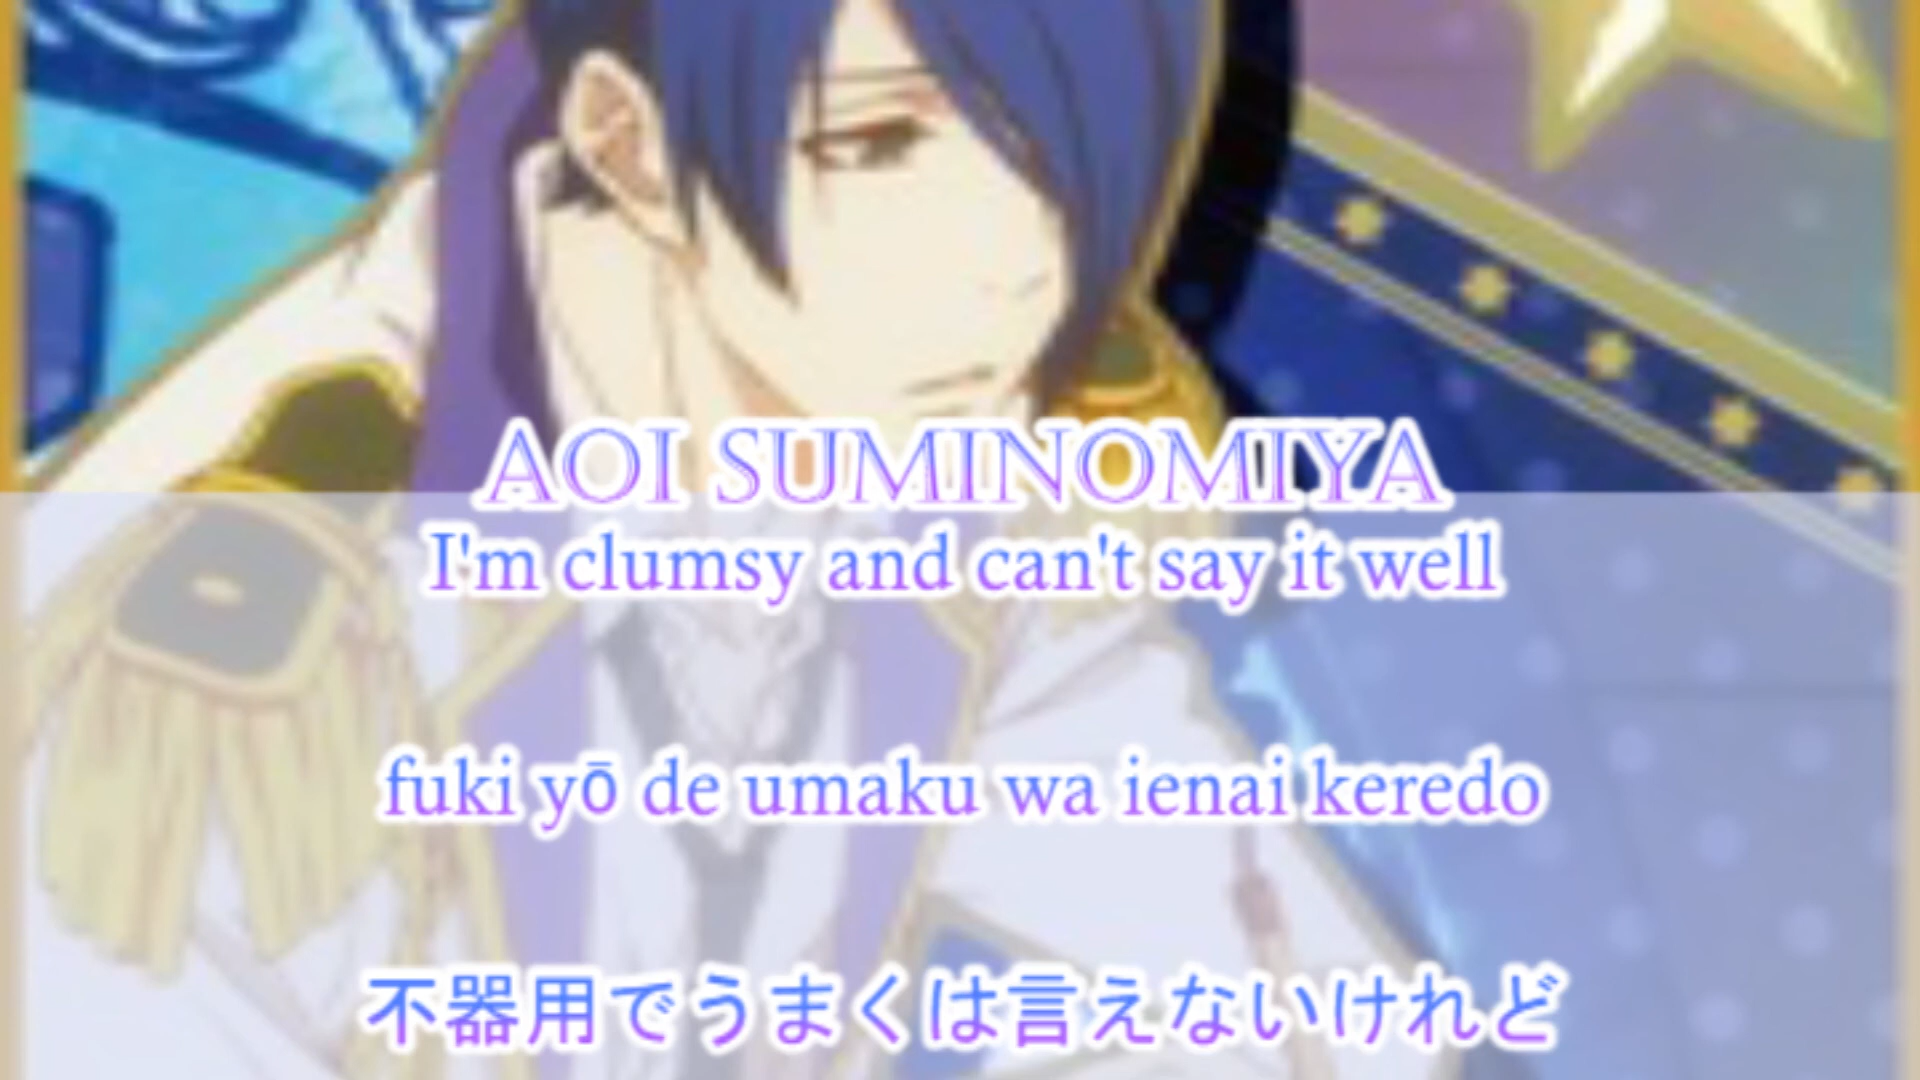 AOI SUMINOMIYA
I'm clumsy and can't say it well
fuki yō de umaku wa ienai keredo
不器用でうまくは言えないけれど